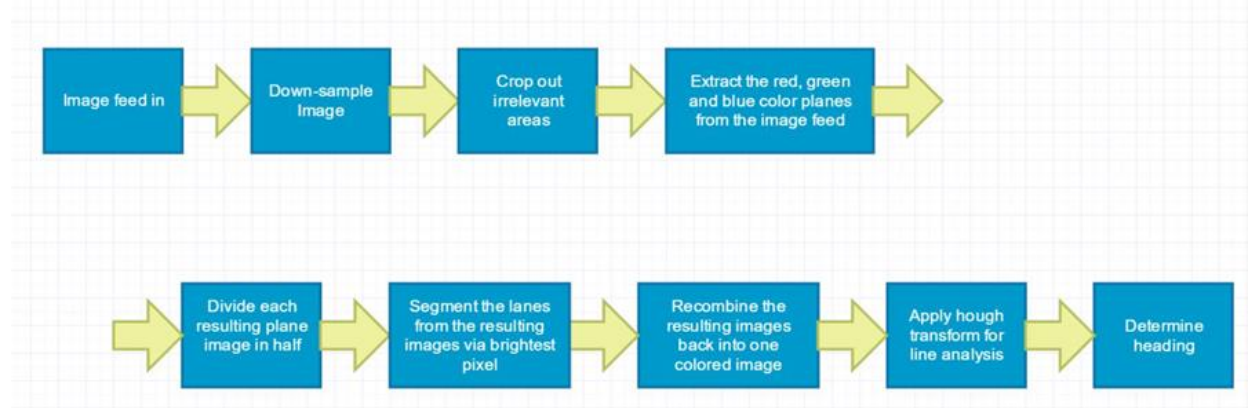 Image feed in
Down-sample
Image
Crop out
irrelevant
areas
Extract the red, green
and blue color planes
from the image feed
Divide each
resulting plane
image in half
Segment the lanes
from the resulting
images via brightest
pixel
Recombine the
resulting images
back into one
colored image
Apply hough
transform for
line analysis
Determine
heading